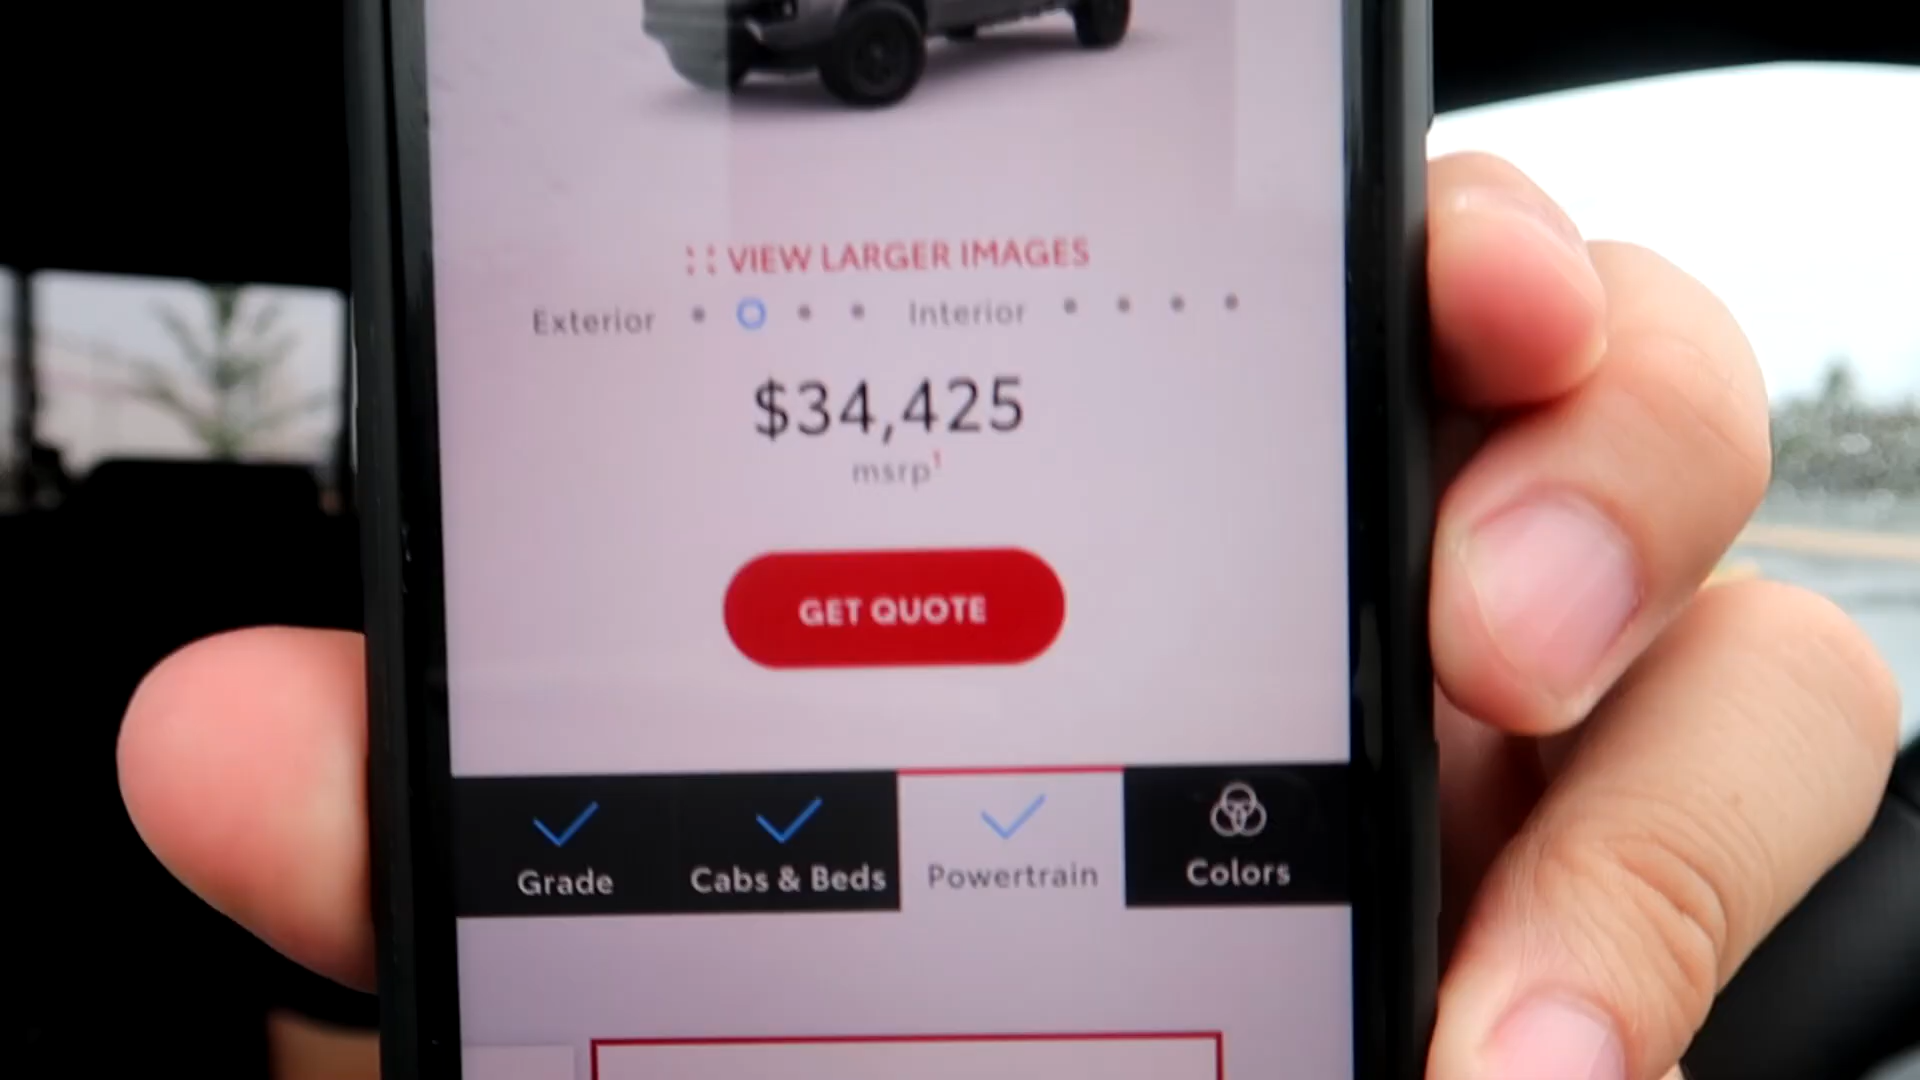 VIEW LARGER IMAGES
Exterior Interior
$34,425
msrp1
GET QUOTE
Grade Cabs & Beds Powertrain Colors